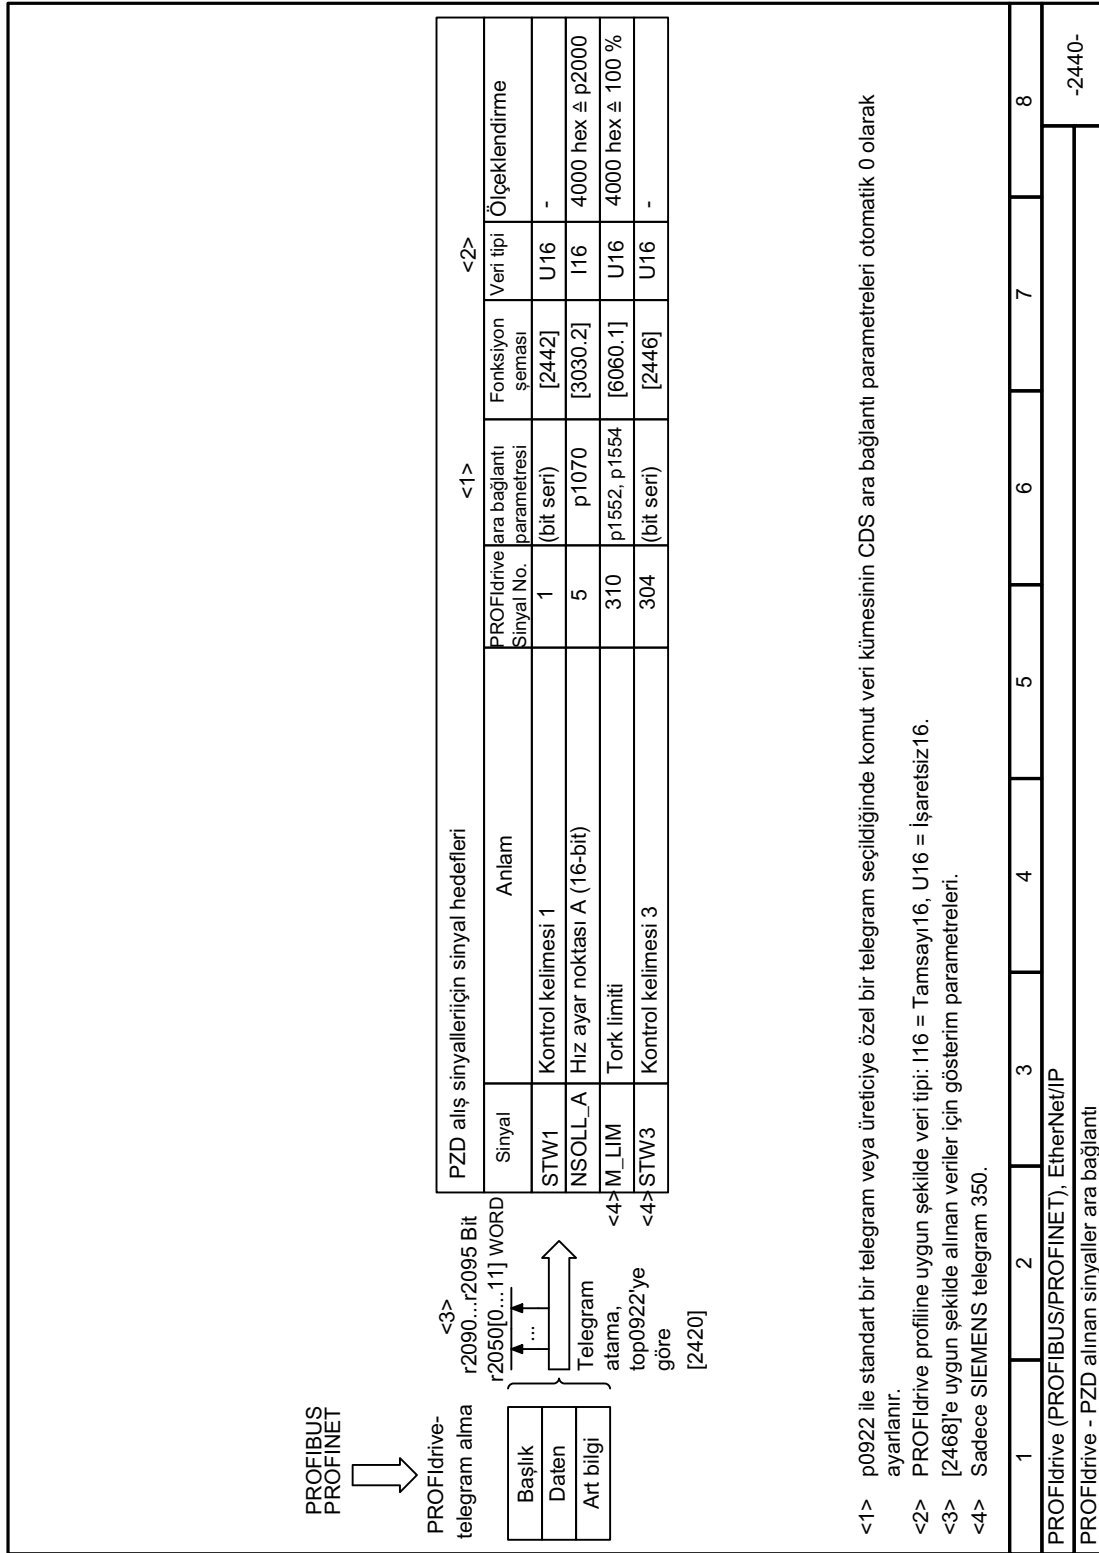 PROFIBUS
PROFINET
PROFIdrive-
telegram alma
Başlık
Daten
Art bilgi
<3>
r2090...r2095 Bit
r2050[0...11] WORD
...
Telegram
atama,
top0922'ye
göre
[2420]
PZD alış sinyalleriiçin sinyal hedefleri <1> <2>
Sinyal Anlam PROFIdrive Sinyal No. ara bağlantı parametresi Fonksiyon şeması Veri tipi Ölçeklendirme
STW1 Kontrol kelimesi 1 1 (bit seri) [2442] U16 -
NSOLL_A Hız ayar noktası A (16-bit) 5 p1070 [3030.2] I16 4000 hex ≙ p2000
<4> M_LIM Tork limiti 310 p1552, p1554 [6060.1] U16 4000 hex ≙ 100 %
<4> STW3 Kontrol kelimesi 3 304 (bit seri) [2446] U16 -
<1> p0922 ile standart bir telegram veya üreticiye özel bir telegram seçildiğinde komut veri kümesinin CDS ara bağlantı parametreleri otomatik 0 olarak
ayarlanır.
<2> PROFIdrive profiline uygun şekilde veri tipi: I16 = Tamsayı16, U16 = İşaretsiz16.
<3> [2468]'e uygun şekilde alınan veriler için gösterim parametreleri.
<4> Sadece SIEMENS telegram 350.
1 2 3 4 5 6 7 8
PROFIdrive (PROFIBUS/PROFINET), EtherNet/IP
PROFIdrive - PZD alınan sinyaller ara bağlantı
-2440-